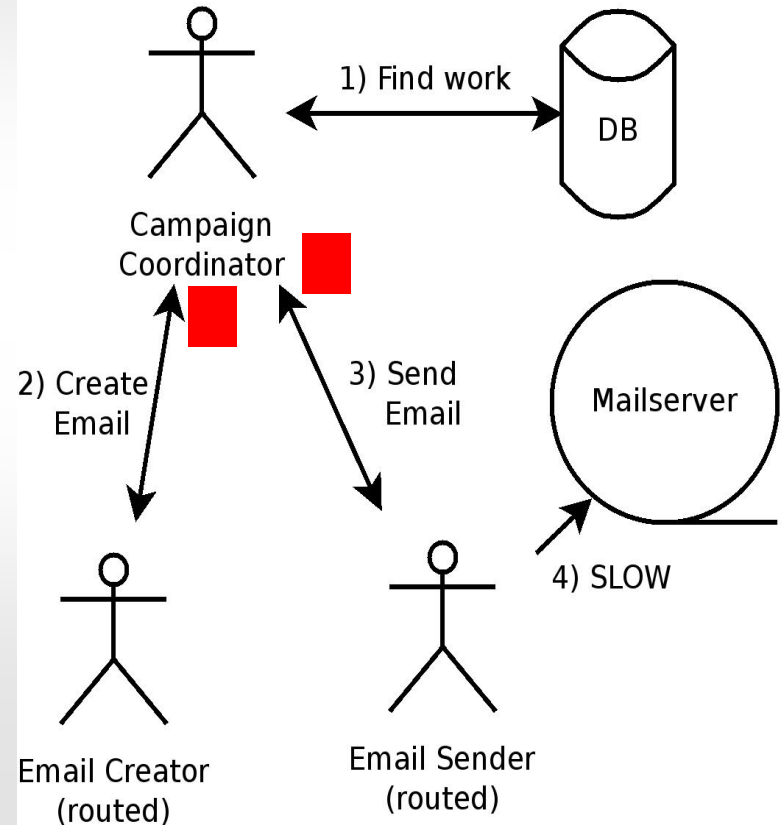 1) Find work
DB
Campaign
Coordinator
2) Create
Email
3) Send
Email
Mailserver
4) SLOW
Email Creator
(routed)
Email Sender
(routed)